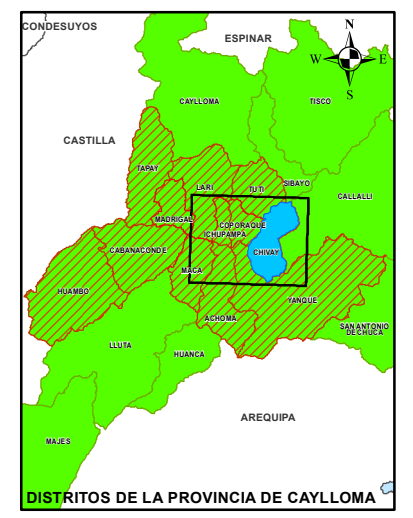 CONDESUYOS
ESPINAR
N
W
E
S
CAYLLOMA
TISCO
CASTILLA
TAPAY
LARI
TUTI
SIBAYO
CALLALLI
MADRIGAL
COPORAQUE
ICHUPAMPA
CABANACONDE
CHIVAY
MACA
HUAMBO
YANQUE
ACHOMA
SAN ANTONIO
DE CHUCA
LLUTA
HUANCA
AREQUIPA
MAJES
DISTRITOS DE LA PROVINCIA DE CAYLLOMA